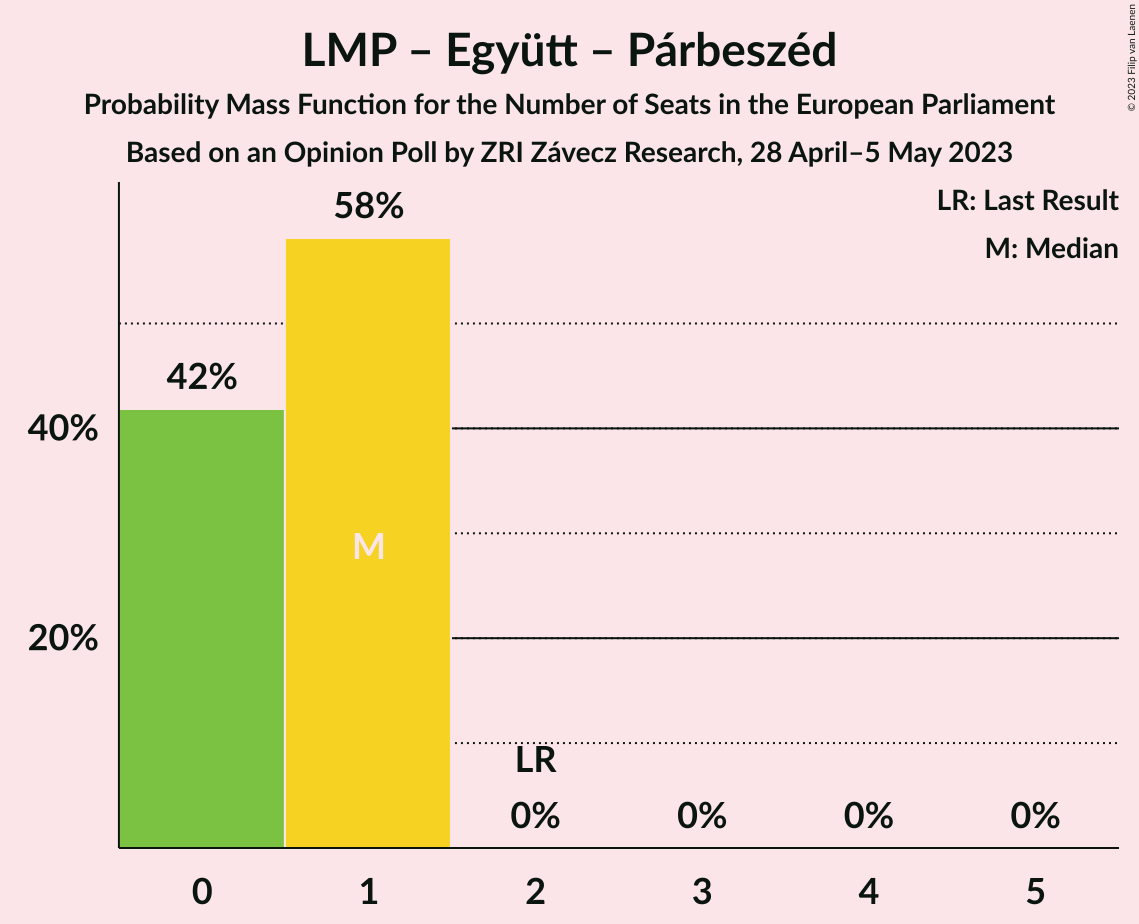 LMP – Együtt – Párbeszéd
Probability Mass Function for the Number of Seats in the European Parliament
Based on an Opinion Poll by ZRI Závecz Research, 28 April–5 May 2023
© 2023 Filip van Laenen
LR: Last Result
M: Median
58%
42%
40%
M
20%
LR
0% 0% 0% 0%
0 1 2 3 4 5